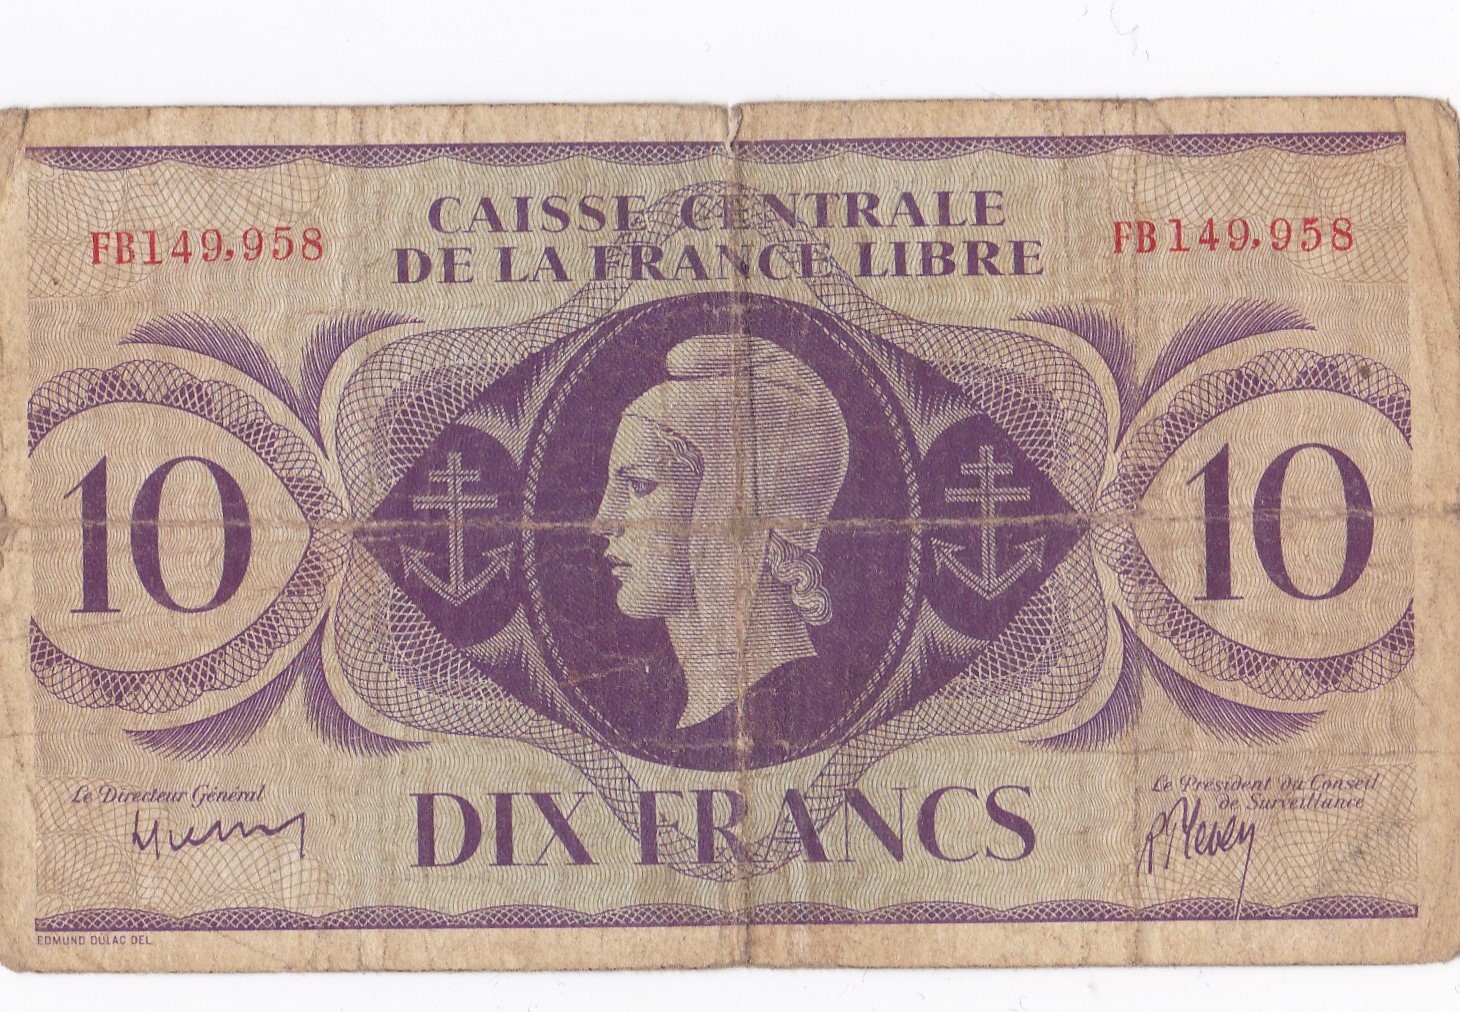 CAISSE CENTRALE
DE LA FRANCE LIBRE
FB149,958
FB149,958
10
10
Le Directeur Général
DIX FRANCS
Le Président du Conseil
de Surveillance
R Pleven
EDMUND DULAC DEL.